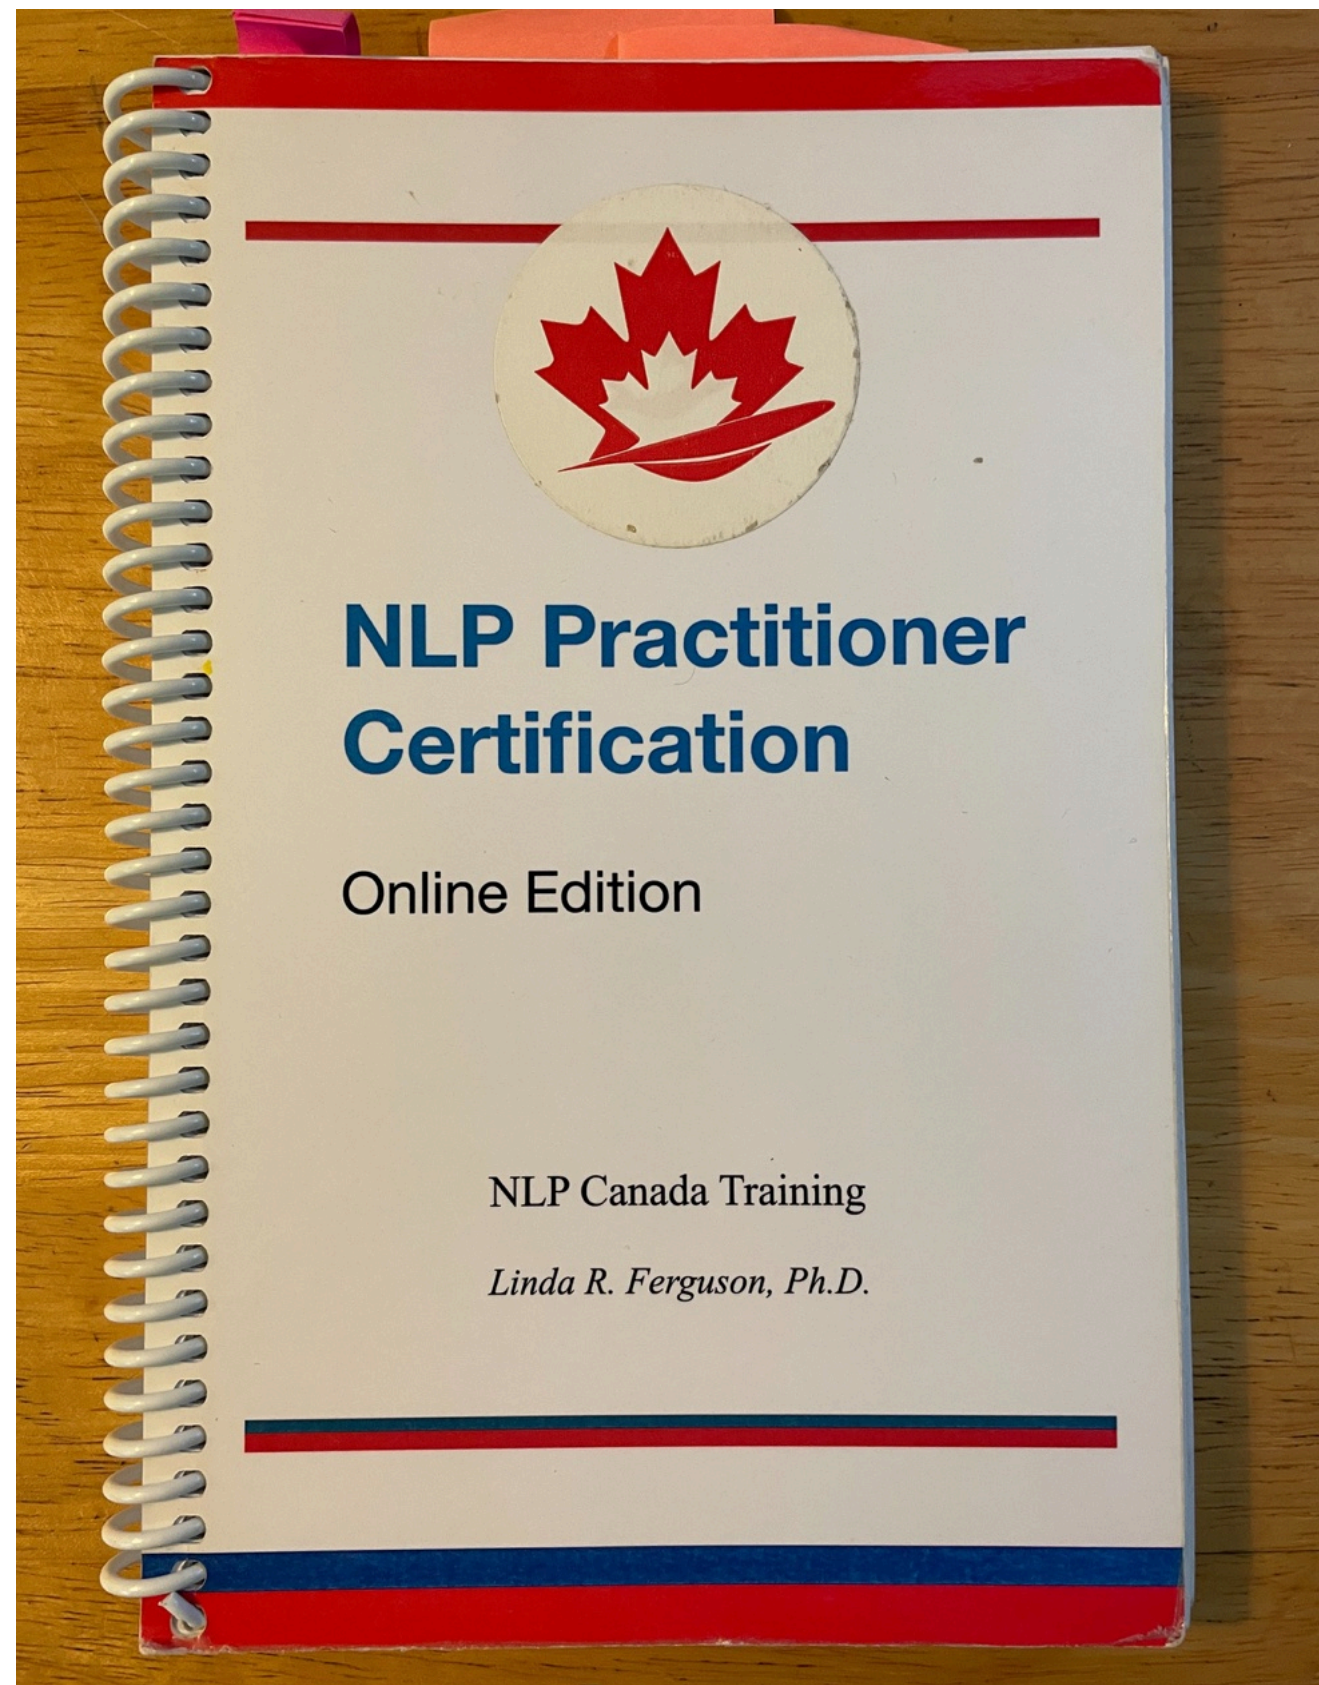 NLP Practitioner
Certification
Online Edition
NLP Canada Training
Linda R. Ferguson, Ph.D.